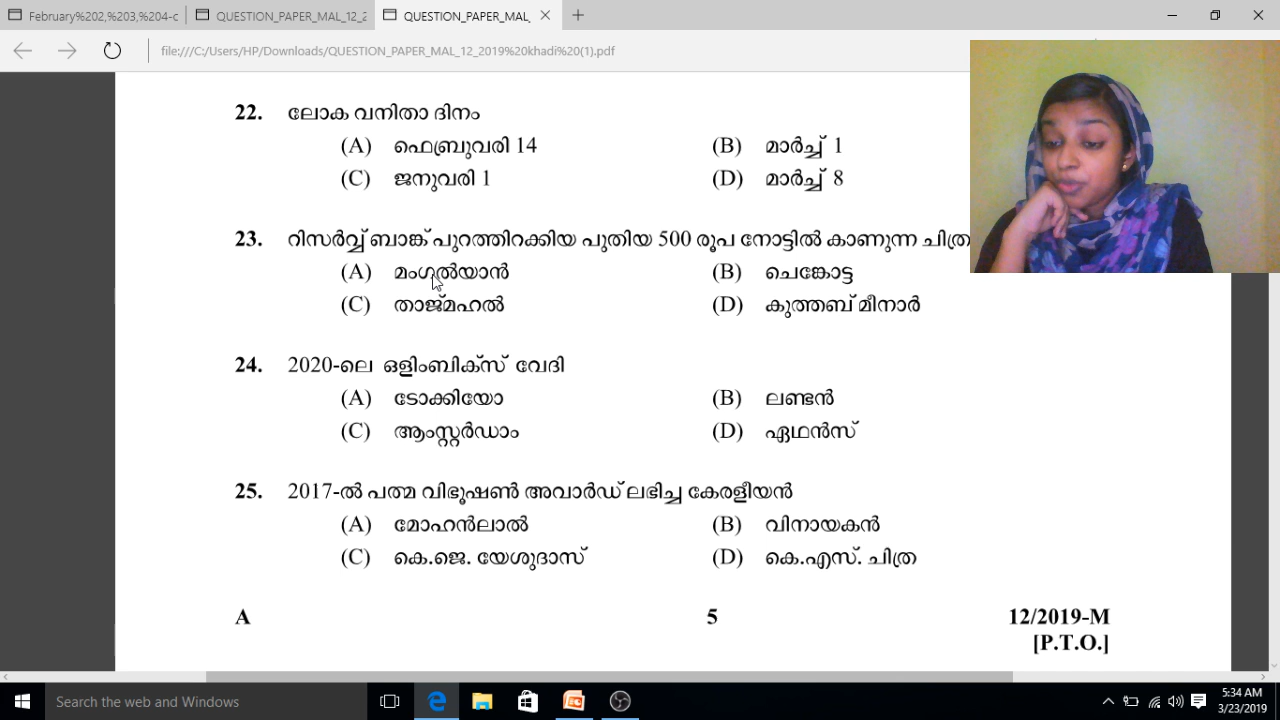 February%202,%203,%204-c QUESTION_PAPER_MAL_12_2 QUESTION_PAPER_MAL_
file:///C:/Users/HP/Downloads/QUESTION_PAPER_MAL_12_2019%20khadi%20(1).pdf
22. ലോക വനിതാ ദിനം
(A) ഫെബ്രുവരി 14 (B) മാർച്ച് 1
(C) ജനുവരി 1 (D) മാർച്ച് 8
23. റിസർവ്വ് ബാങ്ക് പുറത്തിറക്കിയ പുതിയ 500 രൂപ നോട്ടിൽ കാണുന്ന ചിത്ര
(A) മംഗൽയാൻ (B) ചെങ്കോട്ട
(C) താജ്മഹൽ (D) കുത്തബ് മീനാർ
24. 2020-ലെ ഒളിംബിക്സ് വേദി
(A) ടോക്കിയോ (B) ലണ്ടൻ
(C) ആംസ്റ്റർഡാം (D) ഏഥൻസ്
25. 2017-ൽ പത്മ വിഭൂഷൺ അവാർഡ് ലഭിച്ച കേരളീയൻ
(A) മോഹൻലാൽ (B) വിനായകൻ
(C) കെ.ജെ. യേശുദാസ് (D) കെ.എസ്. ചിത്ര
A 5 12/2019-M
[P.T.O.]
Search the web and Windows 5:34 AM
3/23/2019